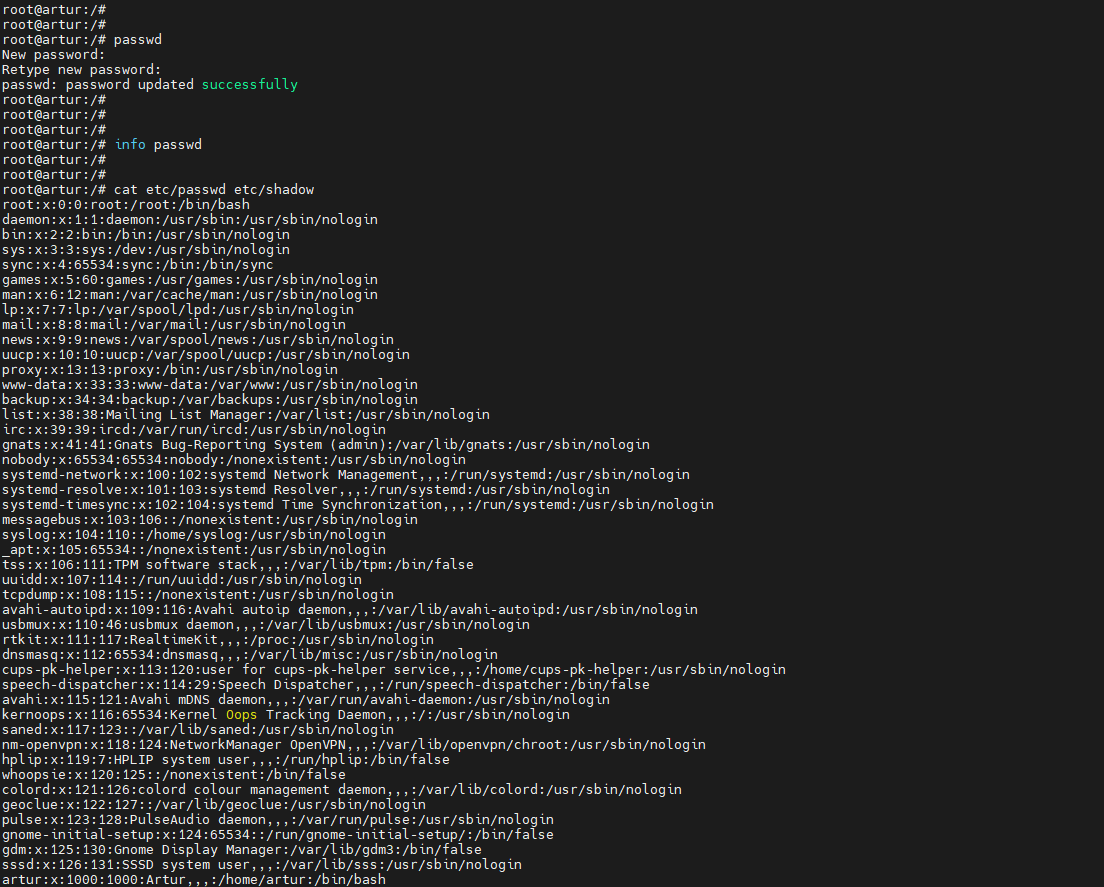 root@artur:/#
root@artur:/#
root@artur:/# passwd
New password:
Retype new password:
passwd: password updated successfully
root@artur:/#
root@artur:/#
root@artur:/#
root@artur:/# info passwd
root@artur:/#
root@artur:/#
root@artur:/# cat etc/passwd etc/shadow
root:x:0:0:root:/root:/bin/bash
daemon:x:1:1:daemon:/usr/sbin:/usr/sbin/nologin
bin:x:2:2:bin:/bin:/usr/sbin/nologin
sys:x:3:3:sys:/dev:/usr/sbin/nologin
sync:x:4:65534:sync:/bin:/bin/sync
games:x:5:60:games:/usr/games:/usr/sbin/nologin
man:x:6:12:man:/var/cache/man:/usr/sbin/nologin
lp:x:7:7:lp:/var/spool/lpd:/usr/sbin/nologin
mail:x:8:8:mail:/var/mail:/usr/sbin/nologin
news:x:9:9:news:/var/spool/news:/usr/sbin/nologin
uucp:x:10:10:uucp:/var/spool/uucp:/usr/sbin/nologin
proxy:x:13:13:proxy:/bin:/usr/sbin/nologin
www-data:x:33:33:www-data:/var/www:/usr/sbin/nologin
backup:x:34:34:backup:/var/backups:/usr/sbin/nologin
list:x:38:38:Mailing List Manager:/var/list:/usr/sbin/nologin
irc:x:39:39:ircd:/var/run/ircd:/usr/sbin/nologin
gnats:x:41:41:Gnats Bug-Reporting System (admin):/var/lib/gnats:/usr/sbin/nologin
nobody:x:65534:65534:nobody:/nonexistent:/usr/sbin/nologin
systemd-network:x:100:102:systemd Network Management,,,:/run/systemd:/usr/sbin/nologin
systemd-resolve:x:101:103:systemd Resolver,,,:/run/systemd:/usr/sbin/nologin
systemd-timesync:x:102:104:systemd Time Synchronization,,,:/run/systemd:/usr/sbin/nologin
messagebus:x:103:106::/nonexistent:/usr/sbin/nologin
syslog:x:104:110::/home/syslog:/usr/sbin/nologin
_apt:x:105:65534::/nonexistent:/usr/sbin/nologin
tss:x:106:111:TPM software stack,,,:/var/lib/tpm:/bin/false
uuidd:x:107:114::/run/uuidd:/usr/sbin/nologin
tcpdump:x:108:115::/nonexistent:/usr/sbin/nologin
avahi-autoipd:x:109:116:Avahi autoip daemon,,,:/var/lib/avahi-autoipd:/usr/sbin/nologin
usbmux:x:110:46:usbmux daemon,,,:/var/lib/usbmux:/usr/sbin/nologin
rtkit:x:111:117:RealtimeKit,,,:/proc:/usr/sbin/nologin
dnsmasq:x:112:65534:dnsmasq,,,:/var/lib/misc:/usr/sbin/nologin
cups-pk-helper:x:113:120:user for cups-pk-helper service,,,:/home/cups-pk-helper:/usr/sbin/nologin
speech-dispatcher:x:114:29:Speech Dispatcher,,,:/run/speech-dispatcher:/bin/false
avahi:x:115:121:Avahi mDNS daemon,,,:/var/run/avahi-daemon:/usr/sbin/nologin
kernoops:x:116:65534:Kernel Oops Tracking Daemon,,,:/:/usr/sbin/nologin
saned:x:117:123::/var/lib/saned:/usr/sbin/nologin
nm-openvpn:x:118:124:NetworkManager OpenVPN,,,:/var/lib/openvpn/chroot:/usr/sbin/nologin
hplip:x:119:7:HPLIP system user,,,:/run/hplip:/bin/false
whoopsie:x:120:125::/nonexistent:/bin/false
colord:x:121:126:colord colour management daemon,,,:/var/lib/colord:/usr/sbin/nologin
geoclue:x:122:127::/var/lib/geoclue:/usr/sbin/nologin
pulse:x:123:128:PulseAudio daemon,,,:/var/run/pulse:/usr/sbin/nologin
gnome-initial-setup:x:124:65534::/run/gnome-initial-setup/:/bin/false
gdm:x:125:130:Gnome Display Manager:/var/lib/gdm3:/bin/false
sssd:x:126:131:SSSD system user,,,:/var/lib/sss:/usr/sbin/nologin
artur:x:1000:1000:Artur,,,:/home/artur:/bin/bash